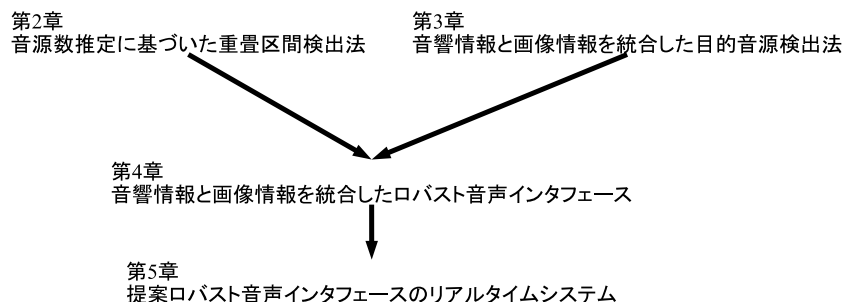 第2章
音源数推定に基づいた重畳区間検出法
第3章
音響情報と画像情報を統合した目的音源検出法
第4章
音響情報と画像情報を統合したロバスト音声インタフェース
第5章
提案ロバスト音声インタフェースのリアルタイムシステム